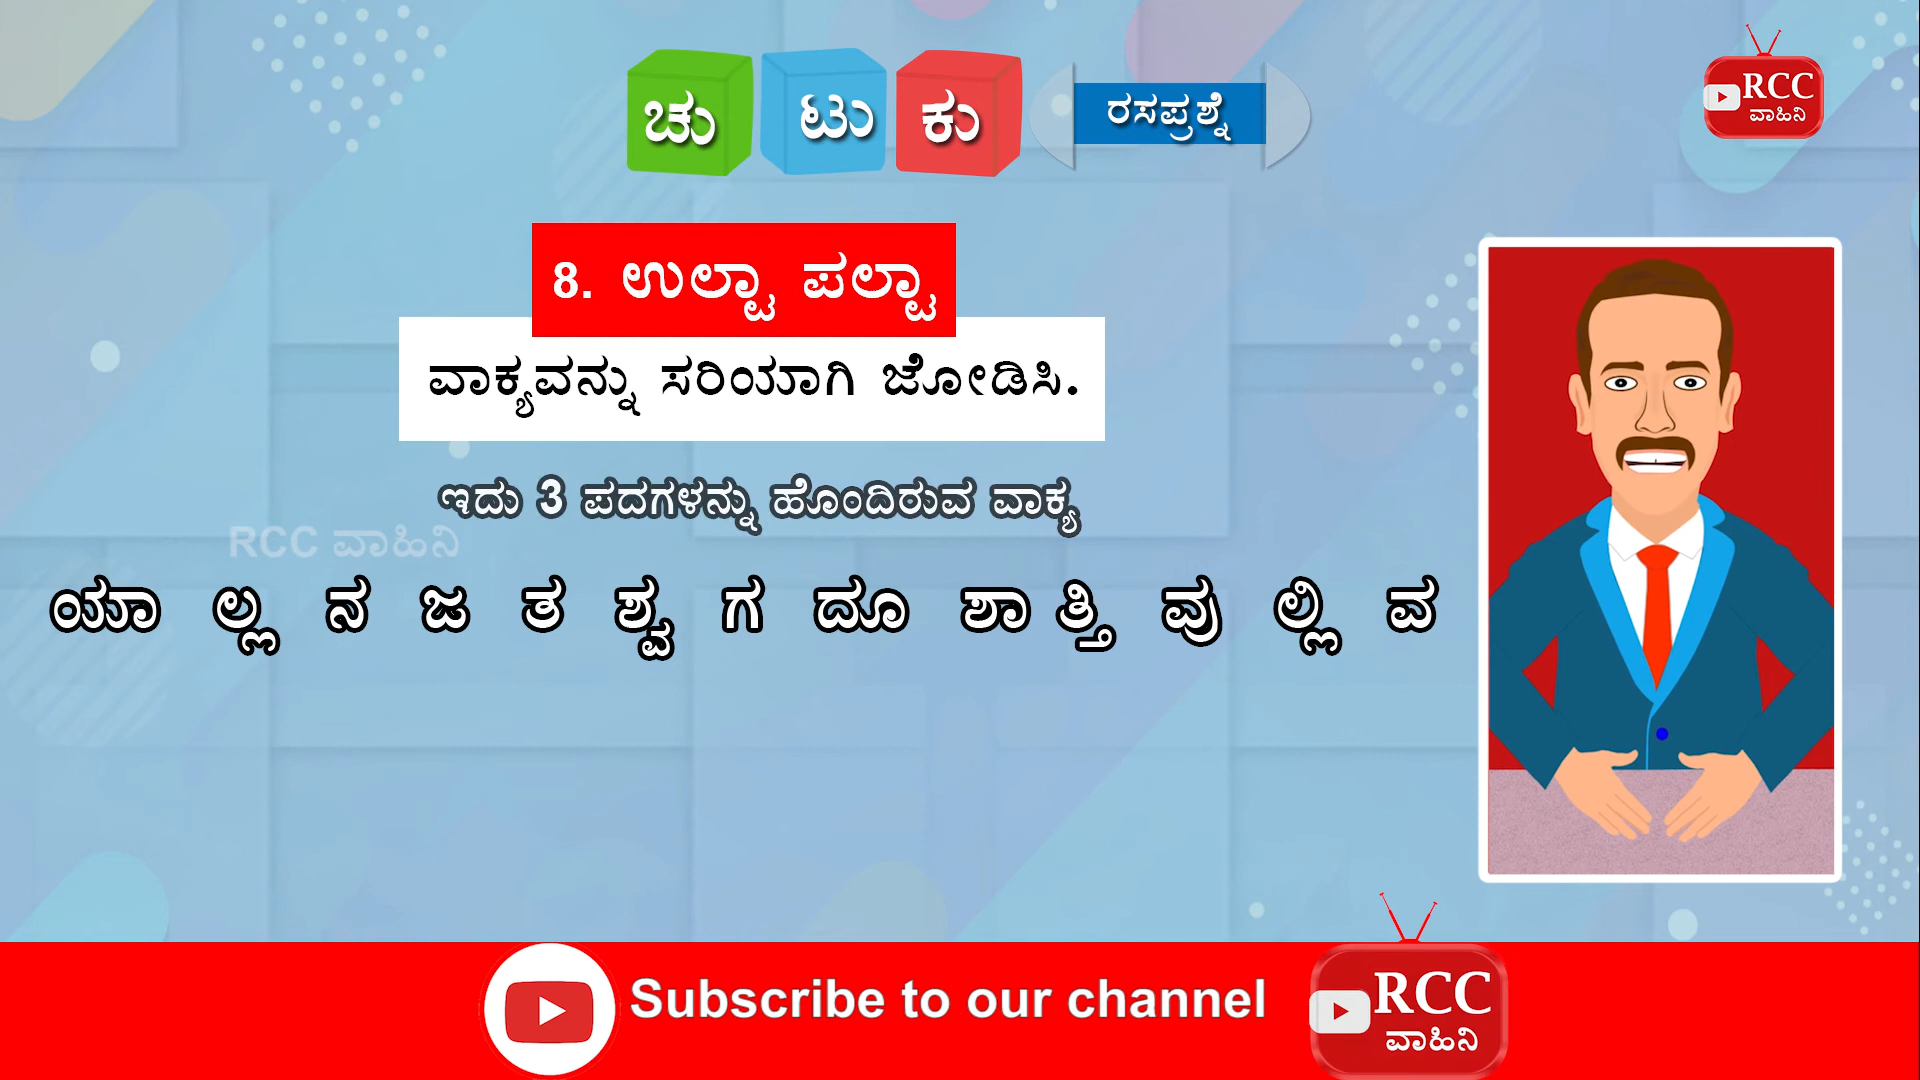 ಚು ಟು ಕು ರಸಪ್ರಶ್ನೆ
RCC
ವಾಹಿನಿ
8. ಉಲ್ಟಾ ಪಲ್ಟಾ
ವಾಕ್ಯವನ್ನು ಸರಿಯಾಗಿ ಜೋಡಿಸಿ.
ಇದು 3 ಪದಗಳನ್ನು ಹೊಂದಿರುವ ವಾಕ್ಯ
RCC ವಾಹಿನಿ
ಯಾ ಲ್ಲ ನ ಜ ತ ಶ್ವ ಗ ದೂ ಶಾ ತ್ತಿ ವು ಲ್ಲಿ ವ
Subscribe to our channel
RCC
ವಾಹಿನಿ